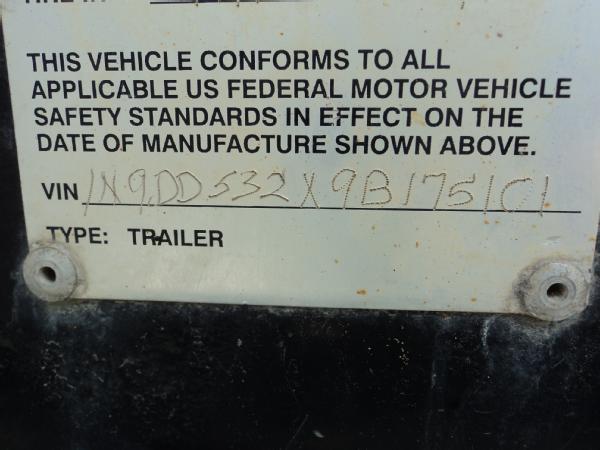 THIS VEHICLE CONFORMS TO ALL
APPLICABLE US FEDERAL MOTOR VEHICLE
SAFETY STANDARDS IN EFFECT ON THE
DATE OF MANUFACTURE SHOWN ABOVE.
VIN 1N9DD532X9B1751C1
TYPE: TRAILER